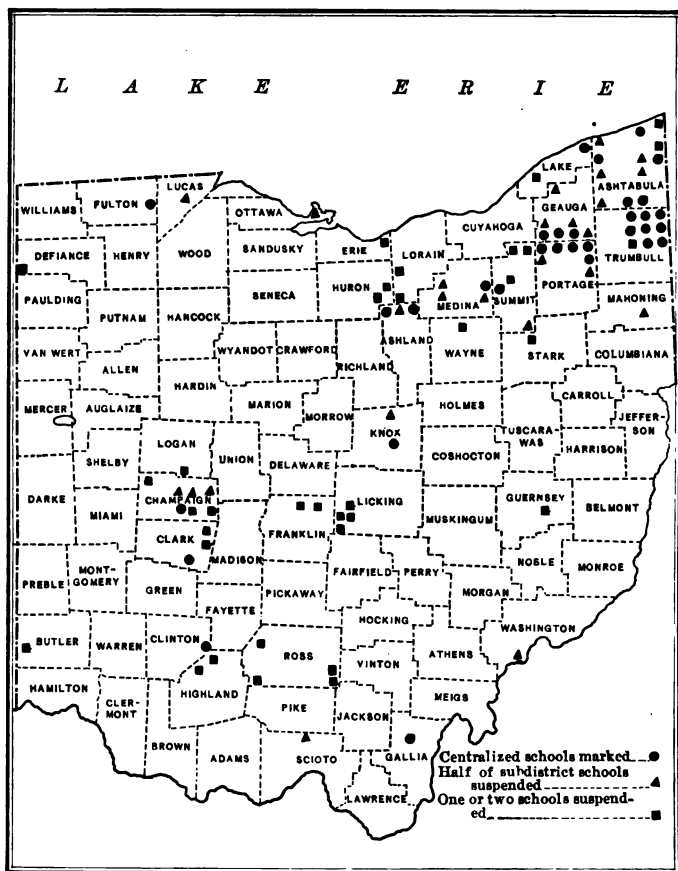 LAKE ERIE
LAKE
ASHTABULA
LUCAS
GEAUGA
WILLIAMS
FULTON
OTTAWA
CUYAHOGA
DEFIANCE
HENRY
WOOD
SANDUSKY
ERIE
LORAIN
TRUMBULL
PAULDING
SENECA
HURON
MEDINA
SUMMIT
PORTAGE
PUTNAM
HANCOCK
MAHONING
VAN WERT
WYANDOT
CRAWFORD
ASHLAND
WAYNE
STARK
COLUMBIANA
ALLEN
RICHLAND
HARDIN
CARROLL
MERCER
AUGLAIZE
MARION
MORROW
HOLMES
JEFFER-
SON
KNOX
TUSCARA-
WAS
LOGAN
UNION
HARRISON
SHELBY
DELAWARE
COSHOCTON
DARKE
CHAMPAIGN
LICKING
GUERNSEY
BELMONT
MIAMI
MUSKINGUM
CLARK
FRANKLIN
MADISON
NOBLE
MONROE
PREBLE
MONT-
GOMERY
FAIRFIELD
PERRY
GREEN
PICKAWAY
MORGAN
FAYETTE
HOCKING
WASHINGTON
BUTLER
WARREN
CLINTON
ROSS
ATHENS
VINTON
HAMILTON
HIGHLAND
MEIGS
CLER-
MONT
PIKE
JACKSON
BROWN
ADAMS
SCIOTO
GALLIA
LAWRENCE
Centralized schools marked
Half of subdistrict schools
suspended
One or two schools suspend-
ed